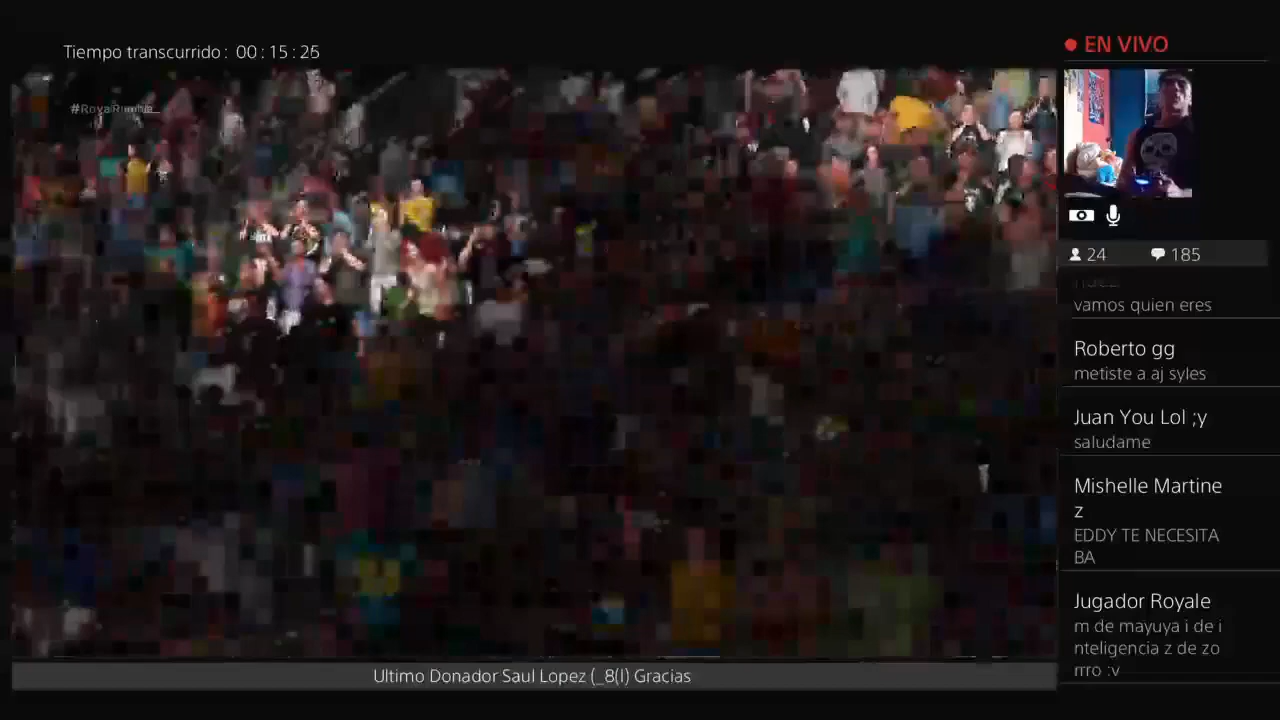 Tiempo transcurrido: 00:15:25
EN VIVO
#RoyalRumble
24 185
vamos quien eres
Roberto gg
metiste a aj syles
Juan You Lol ;y
saludame
Mishelle Martine
z
EDDY TE NECESITA
BA
Jugador Royale
m de mayuya i de i
nteligencia z de zo
rrro :v
Ultimo Donador Saul Lopez (_8(l) Gracias